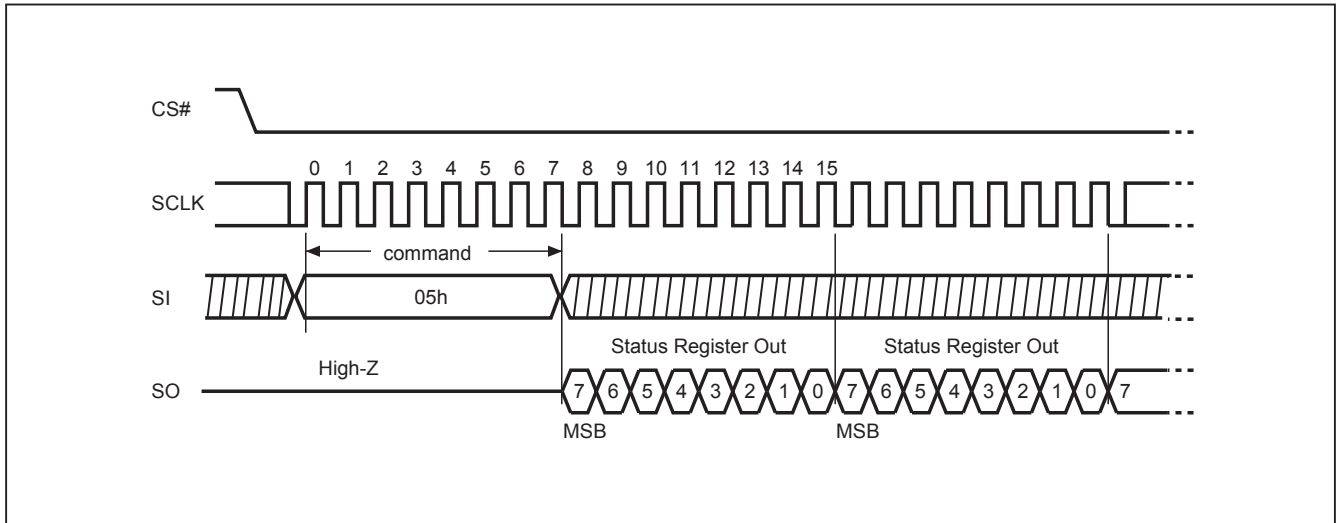 CS#
0 1 2 3 4 5 6 7 8 9 10 11 12 13 14 15
SCLK
command
SI
05h
Status Register Out Status Register Out
High-Z
SO
7 6 5 4 3 2 1 0 7 6 5 4 3 2 1 0 7
MSB MSB